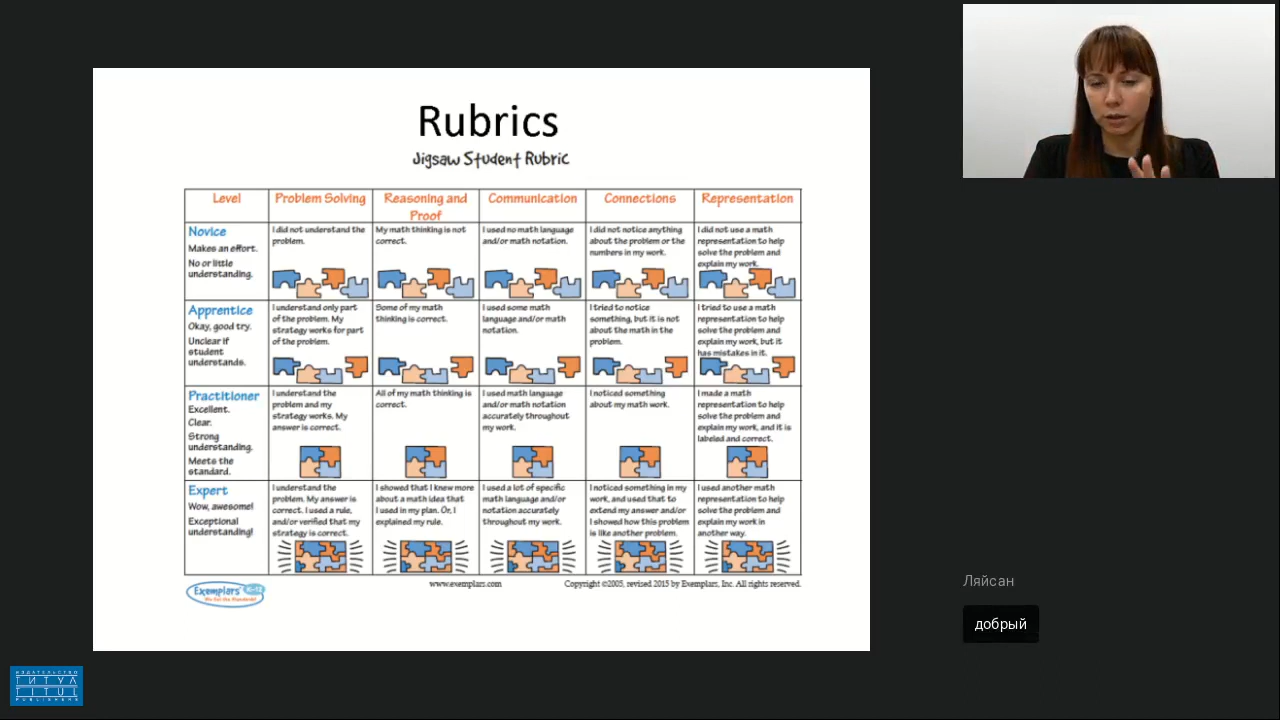 Rubrics
Jigsaw Student Rubric
Level
Problem Solving
Reasoning and
Proof
Communication
Connections
Representation
Novice
Makes an effort.
No or little
understanding.
I did not understand the
problem.
My math thinking is not
correct.
I used no math language
and/or math notation.
I did not notice anything
about the problem or the
numbers in my work.
I did not use a math
representation to help
solve the problem and
explain my work.
Apprentice
Okay, good try.
Unclear if
student
understands.
I understand only part
of the problem. My
strategy works for part
of the problem.
Some of my math
thinking is correct.
I used some math
language and/or math
notation.
I tried to notice
something, but it is not
about the math in the
problem.
I tried to use a math
representation to help
solve the problem and
explain my work, but it
has mistakes in it.
Practitioner
Excellent.
Clear.
Strong
understanding.
Meets the
standard.
I understand the
problem and my
strategy works. My
answer is correct.
All of my math thinking is
correct.
I used math language
and/or math notation
accurately throughout
my work.
I noticed something
about my math work.
I made a math
representation to help
solve the problem and
explain my work, and it is
labeled and correct.
Expert
Wow, awesome!
Exceptional
understanding!
I understand the
problem. My answer is
correct. I used a rule,
and/or verified that my
strategy is correct.
I showed that I knew more
about a math idea that
I used in my plan. Or, I
explained my rule.
I used a lot of specific
math language and/or
notation accurately
throughout my work.
I noticed something in my
work, and used that to
extend my answer and/or
I showed how this problem
is like another problem.
I used another math
representation to help
solve the problem and
explain my work in
another way.
Exemplars
www.exemplars.com
Copyright ©2005, revised 2015 by Exemplars, Inc. All rights reserved.
Ляйсан
добрый
ИЗДАТЕЛЬСТВО
ТИТУЛ
TITUL
PUBLISHERS